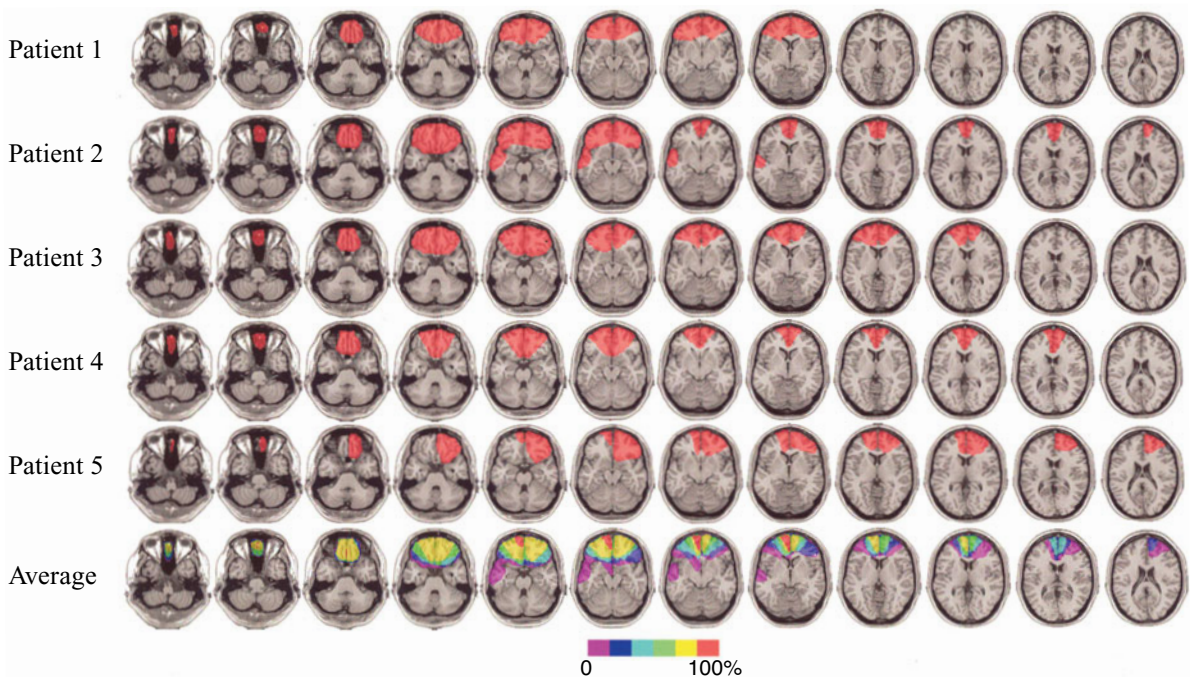 Patient 1
Patient 2
Patient 3
Patient 4
Patient 5
Average
0 100%